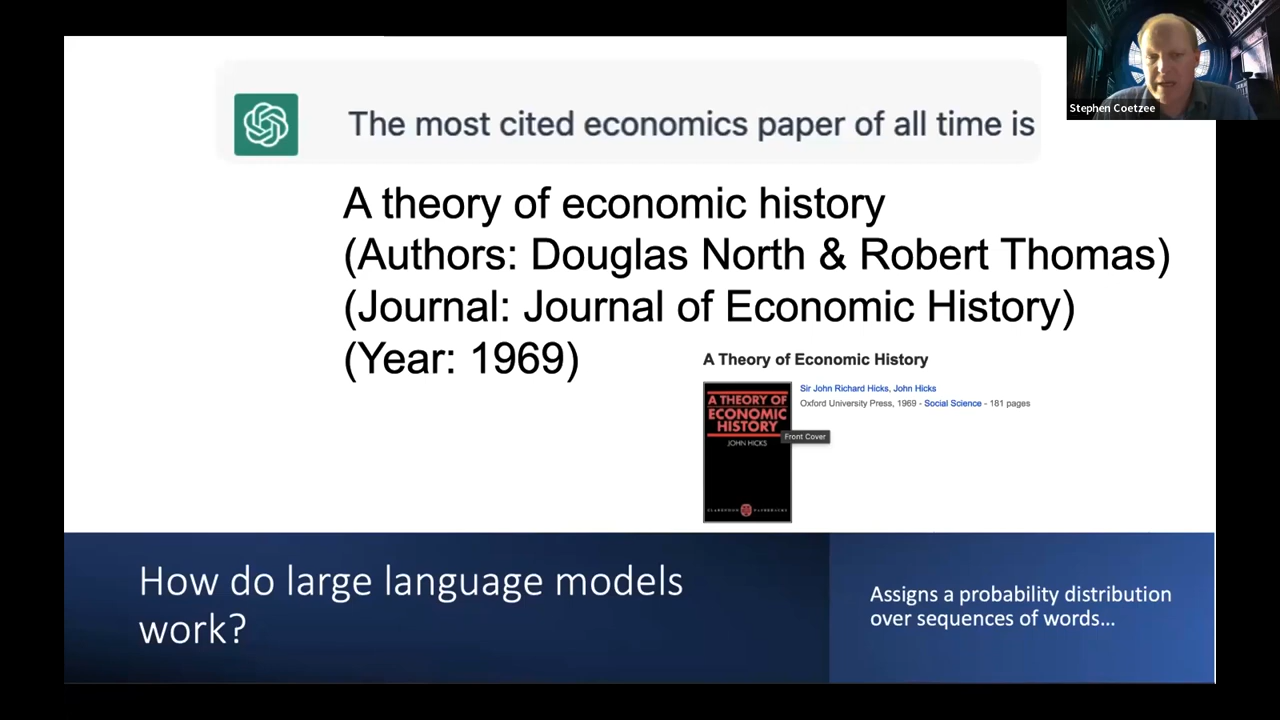 The most cited economics paper of all time is
Stephen Coetzee
A theory of economic history
(Authors: Douglas North & Robert Thomas)
(Journal: Journal of Economic History)
(Year: 1969)
A Theory of Economic History
Sir John Richard Hicks, John Hicks
Oxford University Press, 1969 - Social Science - 181 pages
A THEORY OF
ECONOMIC
HISTORY
JOHN HICKS
Front Cover
CLARENDON PAPERBACKS
How do large language models
work?
Assigns a probability distribution
over sequences of words...